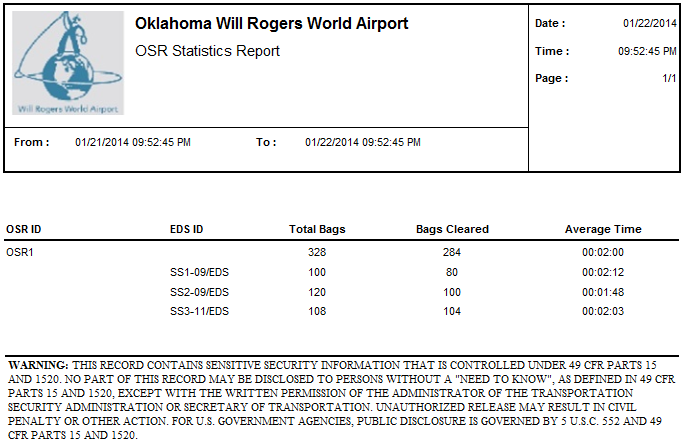 Oklahoma Will Rogers World Airport
OSR Statistics Report
Will Rogers World Airport
Date : 01/22/2014
Time : 09:52:45 PM
Page : 1/1
From : 01/21/2014 09:52:45 PM To : 01/22/2014 09:52:45 PM
OSR ID EDS ID Total Bags Bags Cleared Average Time
OSR1 328 284 00:02:00
SS1-09/EDS 100 80 00:02:12
SS2-09/EDS 120 100 00:01:48
SS3-11/EDS 108 104 00:02:03
WARNING: THIS RECORD CONTAINS SENSITIVE SECURITY INFORMATION THAT IS CONTROLLED UNDER 49 CFR PARTS 15
AND 1520. NO PART OF THIS RECORD MAY BE DISCLOSED TO PERSONS WITHOUT A "NEED TO KNOW", AS DEFINED IN 49 CFR
PARTS 15 AND 1520, EXCEPT WITH THE WRITTEN PERMISSION OF THE ADMINISTRATOR OF THE TRANSPORTATION
SECURITY ADMINISTRATION OR SECRETARY OF TRANSPORTATION. UNAUTHORIZED RELEASE MAY RESULT IN CIVIL
PENALTY OR OTHER ACTION. FOR U.S. GOVERNMENT AGENCIES, PUBLIC DISCLOSURE IS GOVERNED BY 5 U.S.C. 552 AND 49
CFR PARTS 15 AND 1520.